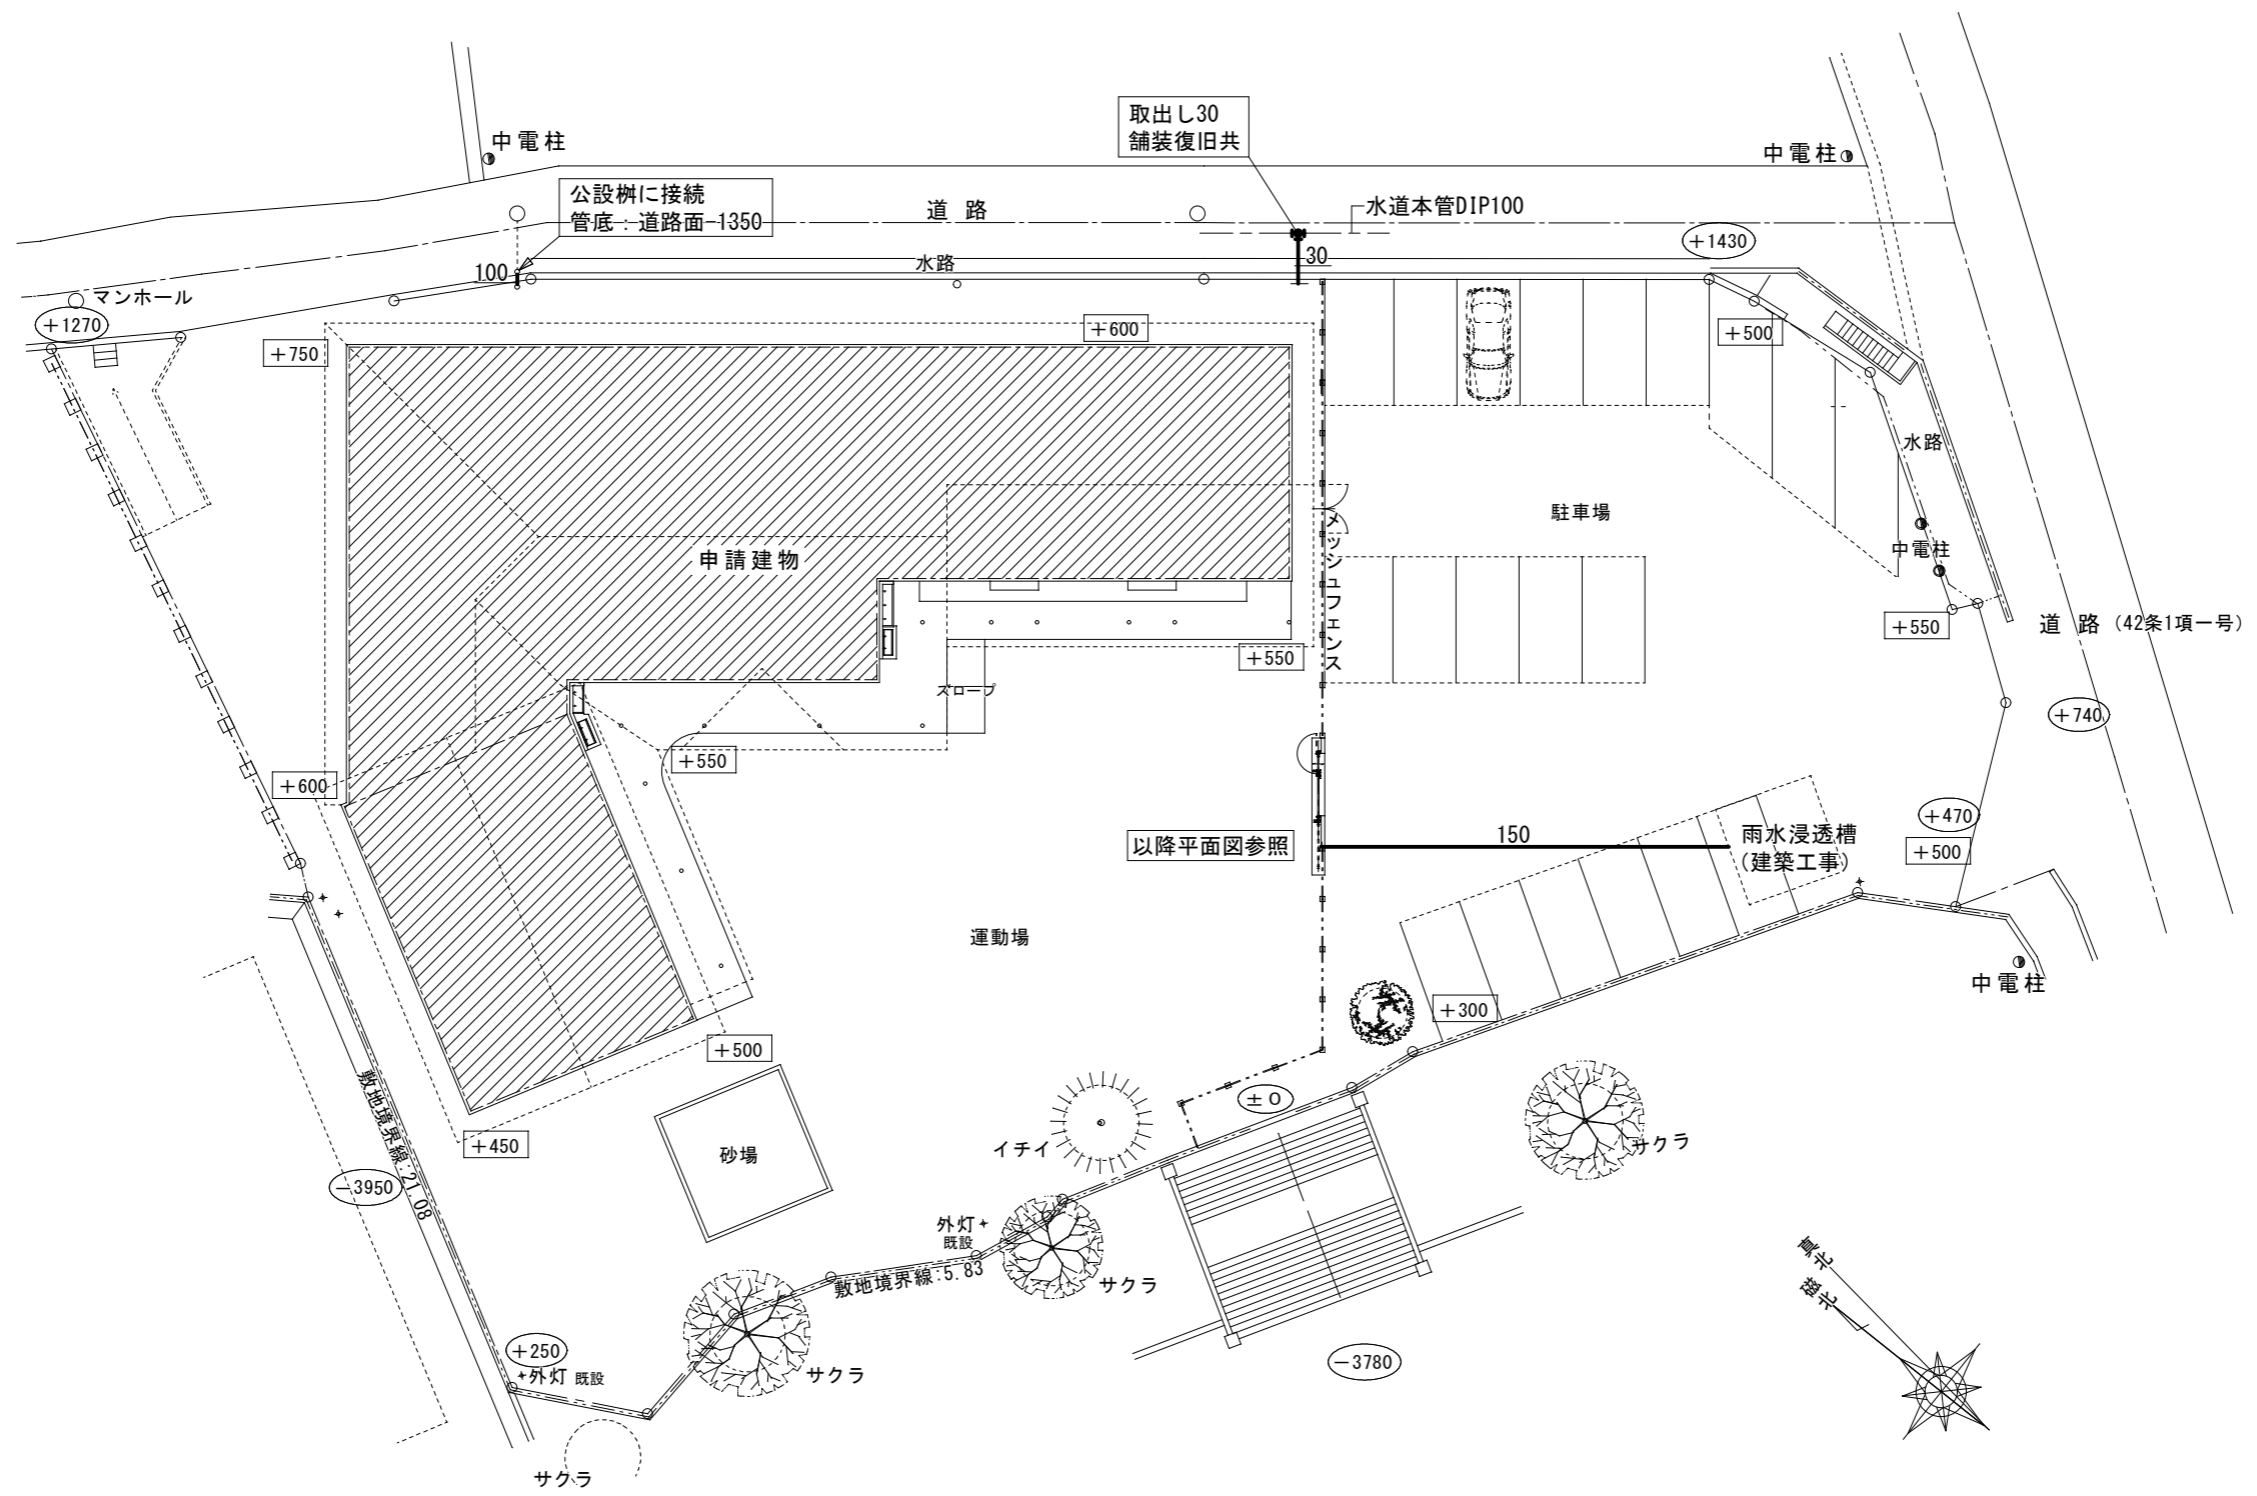 取出し30
舗装復旧共
中電柱
中電柱
公設桝に接続
管底：道路面-1350
道 路
水道本管DIP100
+1430
30
水路
100
マンホール
+1270
+600
+500
+750
水路
駐車場
メッシュフェンス
中電柱
申請建物
+550
道 路 (42条1項一号)
+550
スロープ
+740
+550
+600
+470
150
雨水浸透槽
(建築工事)
以降平面図参照
+500
運動場
中電柱
+300
+500
敷地境界線:21.08
±0
+450
砂場
イチイ
サクラ
-3950
外灯
既設
敷地境界線:5.83
サクラ
真北
磁北
+250
外灯 既設
サクラ
-3780
サクラ